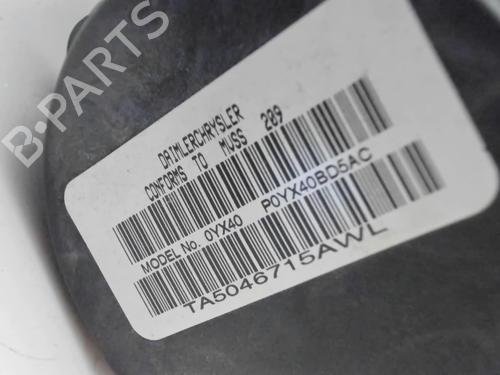 B-PARTS
DAIMLERCHRYSLER
CONFORMS TO MVSS 209
MODEL No. 0YX40 P0YX40BD5AC
TA5046715AWL